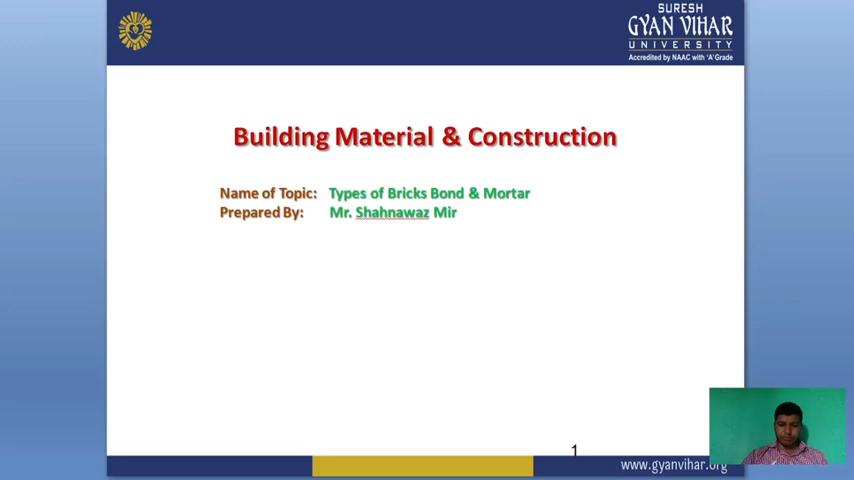 SURESH
GYAN VIHAR
UNIVERSITY
Accredited by NAAC with 'A' Grade
Building Material & Construction
Name of Topic: Types of Bricks Bond & Mortar
Prepared By: Mr. Shahnawaz Mir
1
www.gyanvihar.org